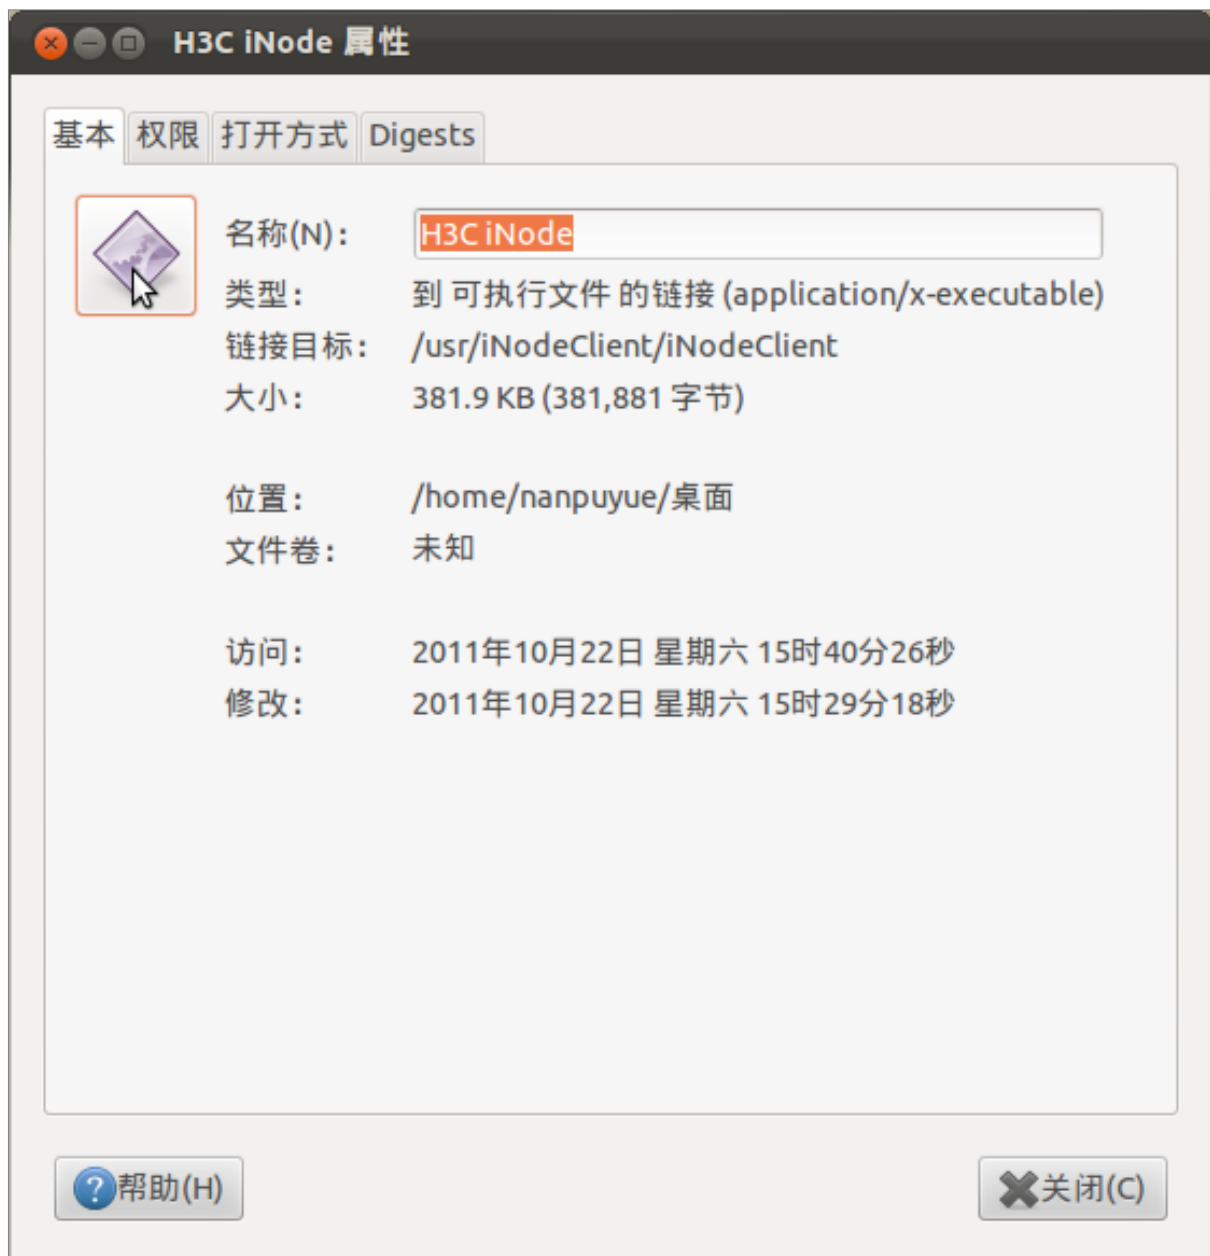 H3C iNode 属性
基本 权限 打开方式 Digests
名称(N)： H3C iNode
类型： 到 可执行文件 的链接 (application/x-executable)
链接目标： /usr/iNodeClient/iNodeClient
大小： 381.9 KB (381,881 字节)
位置： /home/nanpuyue/桌面
文件卷： 未知
访问： 2011年10月22日 星期六 15时40分26秒
修改： 2011年10月22日 星期六 15时29分18秒
帮助(H) 关闭(C)